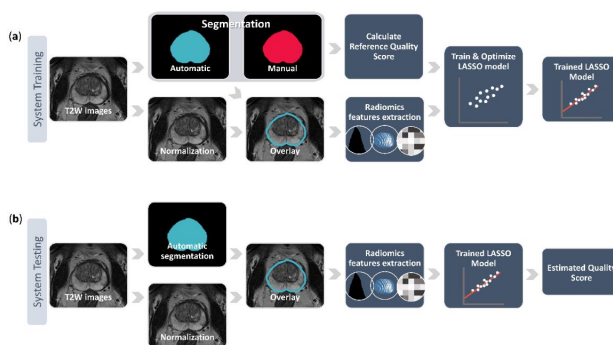 (a)
System Training
T2W Images
Segmentation
Automatic
Manual
Normalization
Overlay
Calculate
Reference Quality
Score
Radiomics
features extraction
Train & Optimize
LASSO model
Trained LASSO
Model
(b)
System Testing
T2W images
Automatic
segmentation
Normalization
Overlay
Radiomics
features extraction
Trained LASSO
Model
Estimated Quality
Score